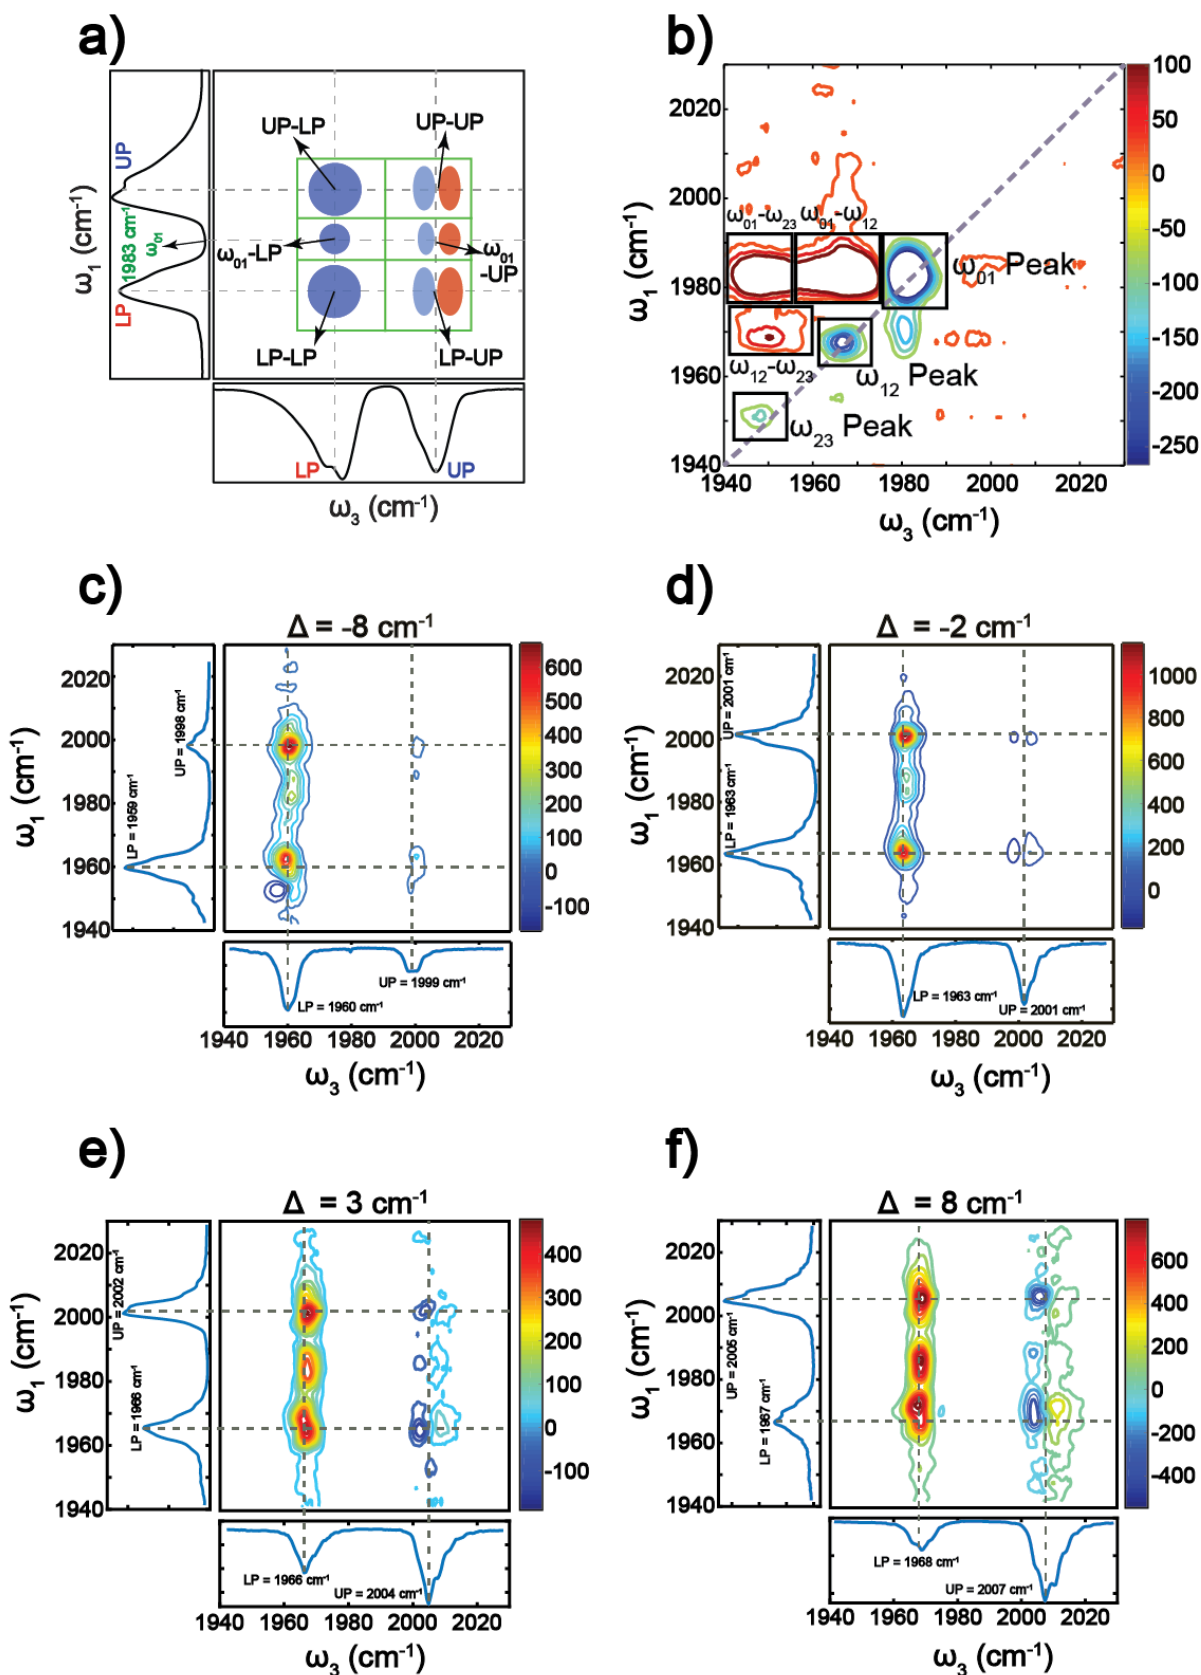 a)
UP
1983 cm⁻¹
ω₀₁
LP
ω₁ (cm⁻¹)
UP-LP
UP-UP
ω₀₁-LP
ω₀₁
-UP
LP-LP
LP-UP
LP
UP
ω₃ (cm⁻¹)
b)
2020
2000
1980
1960
1940
ω₁ (cm⁻¹)
ω₀₁-ω₂₃
ω₀₁-ω₁₂
ω₀₁ Peak
ω₁₂-ω₂₃
ω₁₂ Peak
ω₂₃ Peak
1940 1960 1980 2000 2020
ω₃ (cm⁻¹)
100
50
0
-50
-100
-150
-200
-250
c)
Δ = -8 cm⁻¹
2020
2000
1980
1960
1940
ω₁ (cm⁻¹)
UP = 1998 cm⁻¹
LP = 1959 cm⁻¹
600
500
400
300
200
100
0
-100
LP = 1960 cm⁻¹
UP = 1999 cm⁻¹
1940 1960 1980 2000 2020
ω₃ (cm⁻¹)
d)
Δ = -2 cm⁻¹
2020
2000
1980
1960
1940
ω₁ (cm⁻¹)
UP = 2001 cm⁻¹
LP = 1963 cm⁻¹
1000
800
600
400
200
0
LP = 1963 cm⁻¹
UP = 2001 cm⁻¹
1940 1960 1980 2000 2020
ω₃ (cm⁻¹)
e)
Δ = 3 cm⁻¹
2020
2000
1980
1960
1940
ω₁ (cm⁻¹)
UP = 2002 cm⁻¹
LP = 1966 cm⁻¹
400
300
200
100
0
-100
LP = 1966 cm⁻¹
UP = 2004 cm⁻¹
1940 1960 1980 2000 2020
ω₃ (cm⁻¹)
f)
Δ = 8 cm⁻¹
2020
2000
1980
1960
1940
ω₁ (cm⁻¹)
UP = 2005 cm⁻¹
LP = 1967 cm⁻¹
600
400
200
0
-200
-400
LP = 1968 cm⁻¹
UP = 2007 cm⁻¹
1940 1960 1980 2000 2020
ω₃ (cm⁻¹)